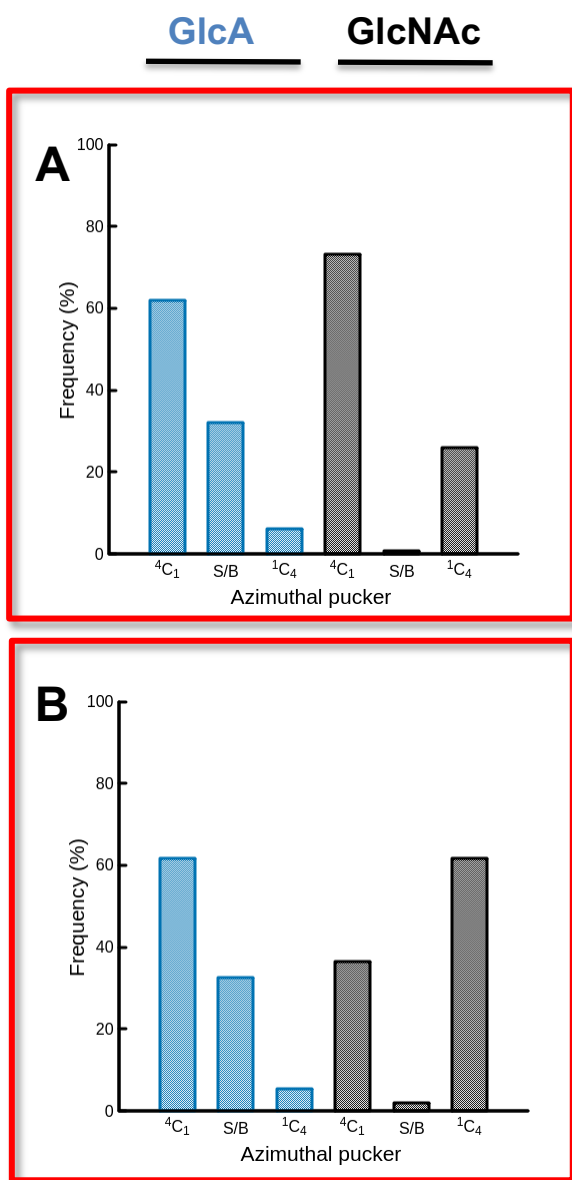 GlcA GlcNAc
A
100
80
60
40
20
0
Frequency (%)
⁴C₁ S/B ¹C₄ ⁴C₁ S/B ¹C₄
Azimuthal pucker
B
100
80
60
40
20
0
Frequency (%)
⁴C₁ S/B ¹C₄ ⁴C₁ S/B ¹C₄
Azimuthal pucker